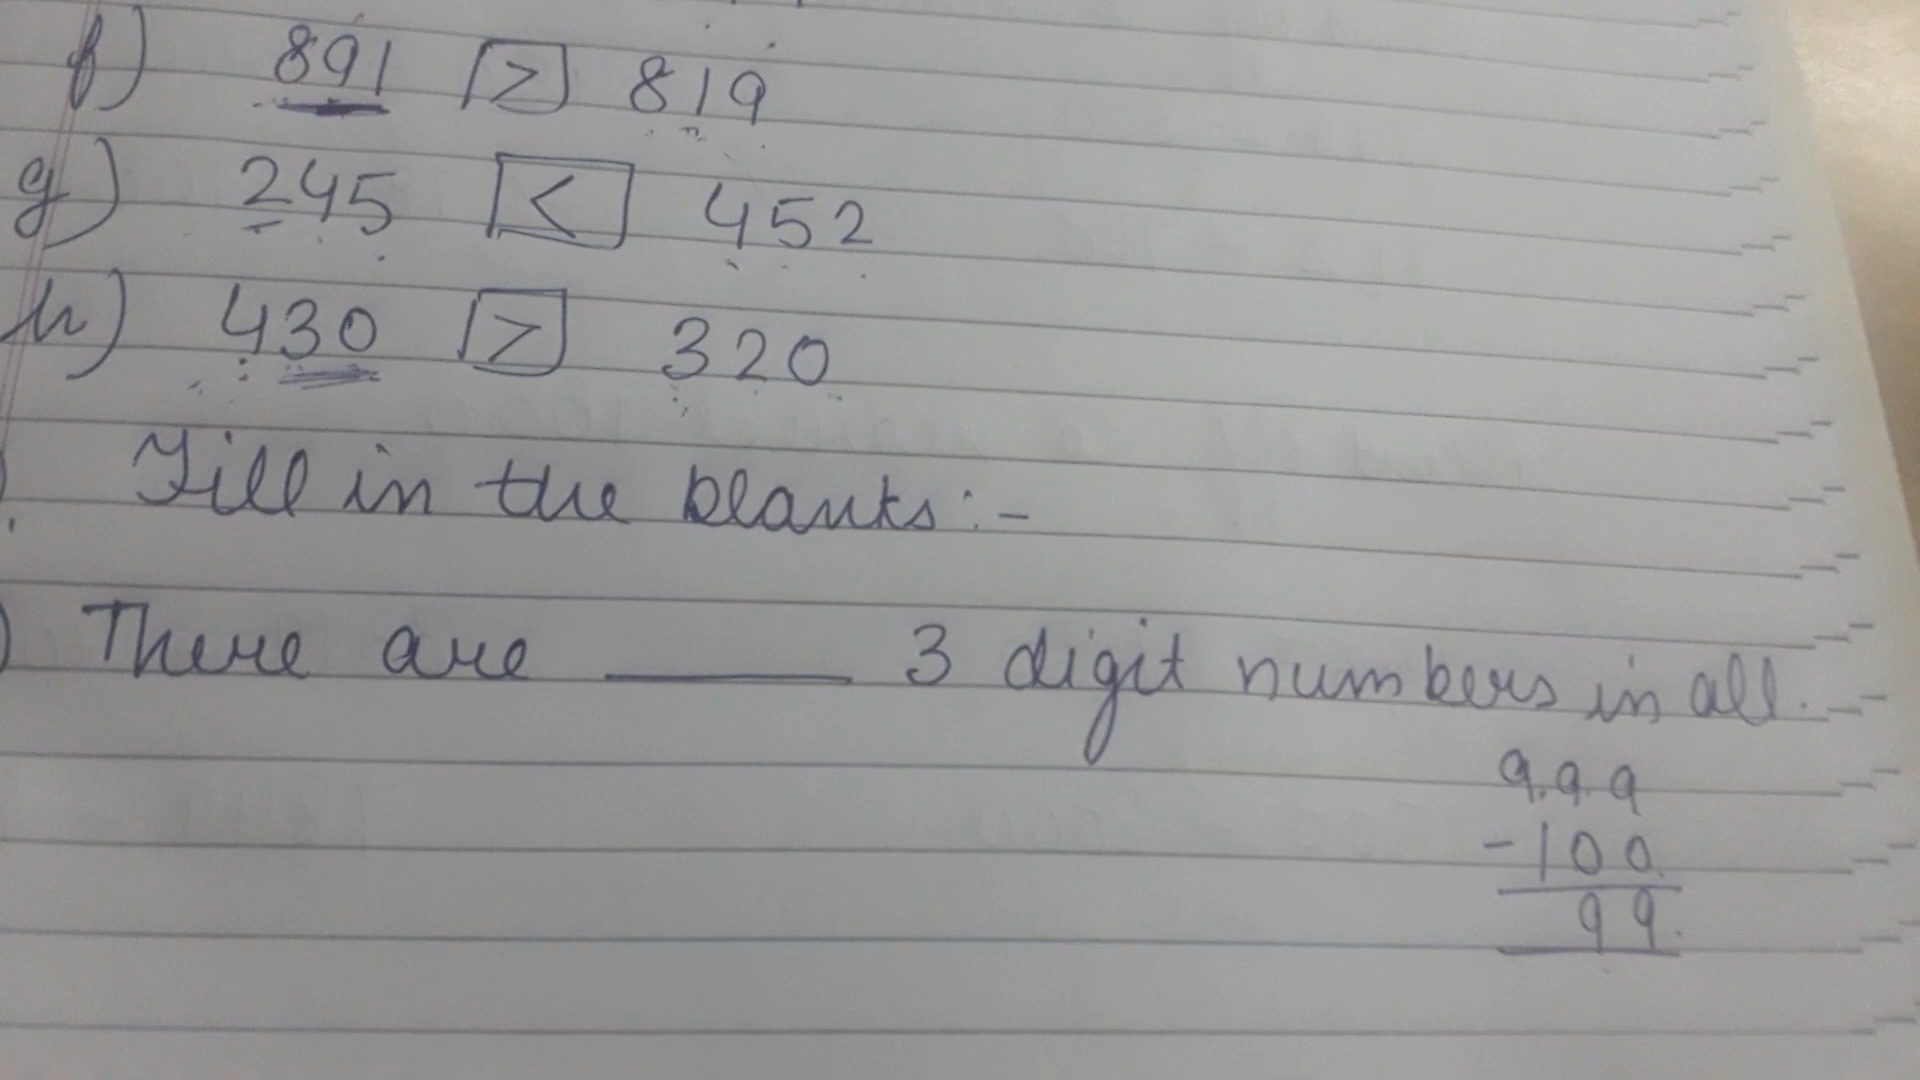 f) 891 > 819
g) 245 < 452
h) 430 > 320
Fill in the blanks:-
) There are ______ 3 digit numbers in all.
999
-100
99